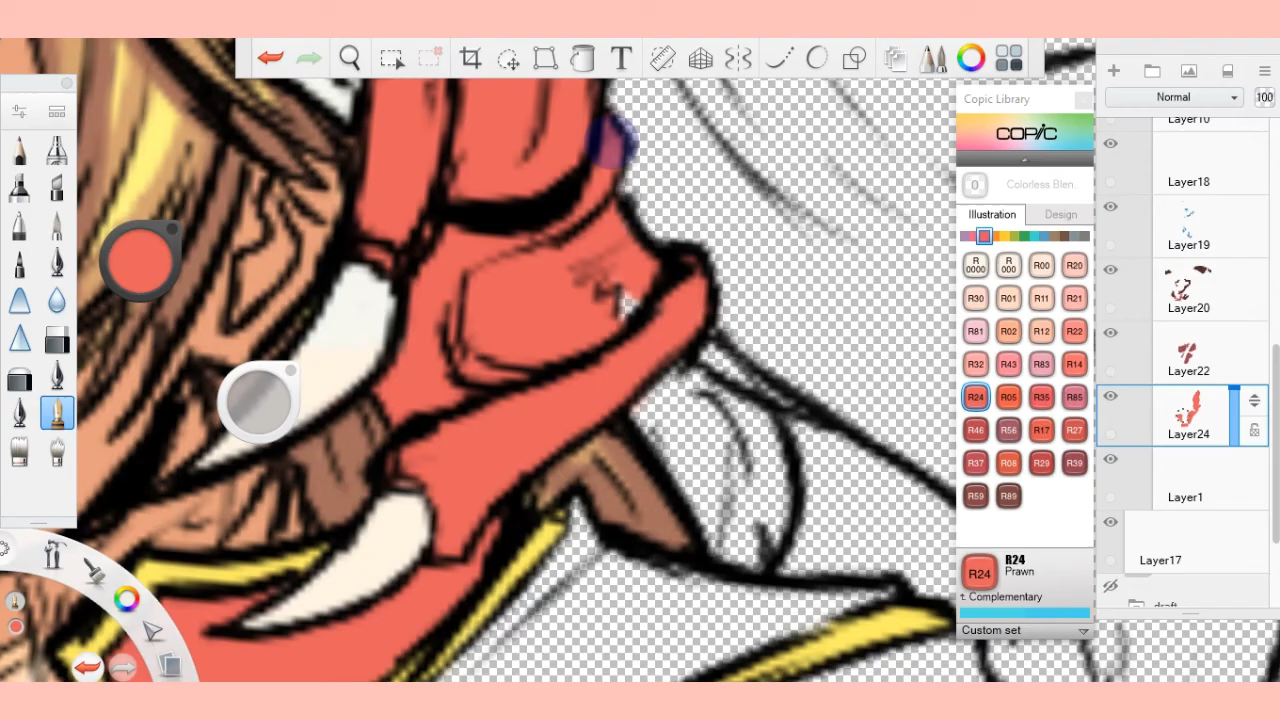 T
Normal
100
Copic Library
COPIC
0
Colorless Blen.
Illustration
Design
R 0000
R 000
R00
R20
R30
R01
R11
R21
R81
R02
R12
R22
R32
R43
R83
R14
R24
R05
R35
R85
R46
R56
R17
R27
R37
R08
R29
R39
R59
R89
R24
R24
Prawn
Complementary
Custom set
Layer10
Layer18
Layer19
Layer20
Layer22
Layer24
Layer1
Layer17
draft